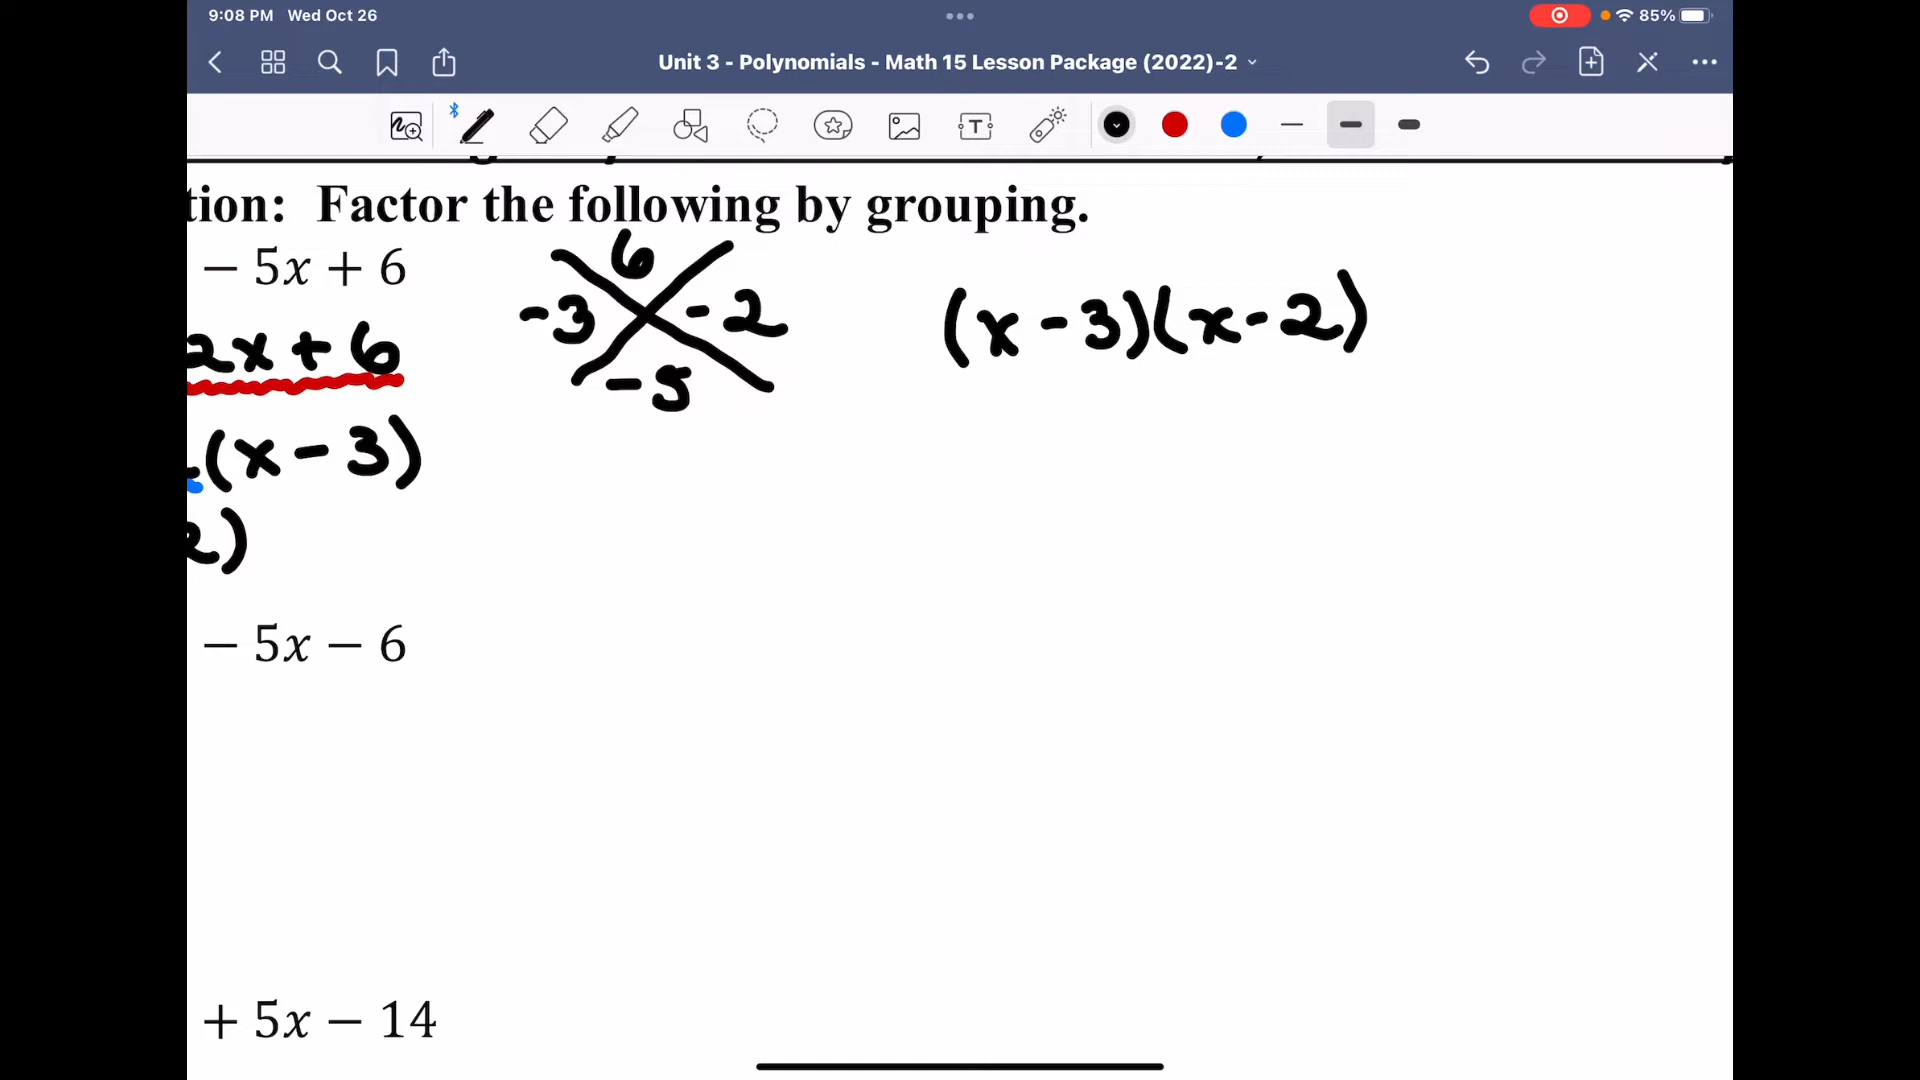 9:08 PM Wed Oct 26
85%
Unit 3 - Polynomials - Math 15 Lesson Package (2022)-2
T
tion: Factor the following by grouping.
− 5x + 6
6
-3 -2
-5
(x-3)(x-2)
2x+6
(x-3)
2)
− 5x − 6
+ 5x − 14